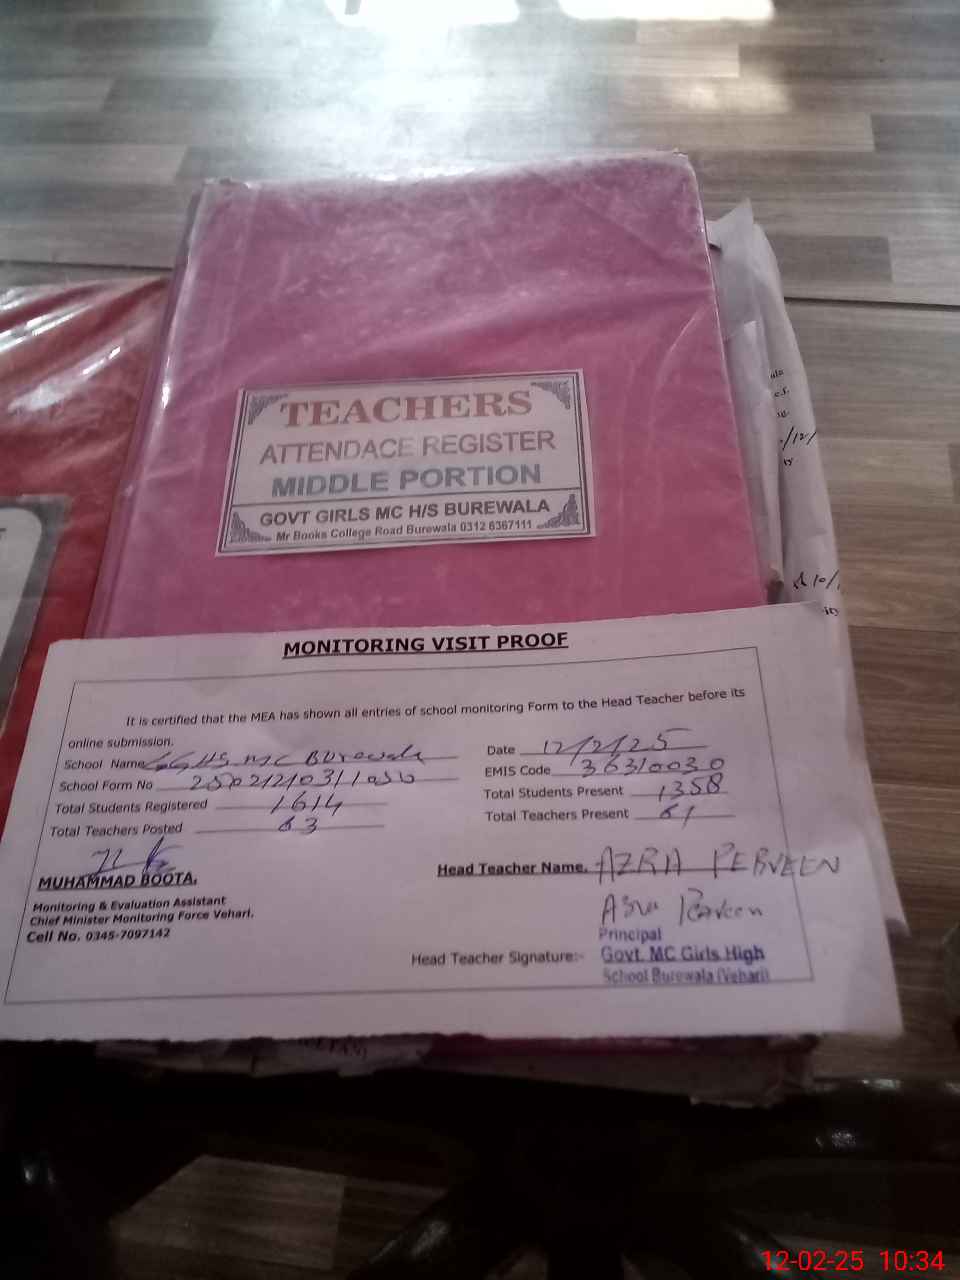 TEACHERS
ATTENDACE REGISTER
MIDDLE PORTION
GOVT GIRLS MC H/S BUREWALA
Mr Books College Road Burewala 0312 6367111
MONITORING VISIT PROOF
It is certified that the MEA has shown all entries of school monitoring Form to the Head Teacher before its
online submission.
School Name GGHS MC Burewala
Date 12/2/25
School Form No
EMIS Code 36310030
Total Students Registered 1614
Total Students Present 1358
Total Teachers Posted 63
Total Teachers Present 61
MUHAMMAD BOOTA.
Monitoring & Evaluation Assistant
Chief Minister Monitoring Force Vehari.
Cell No. 0345-7097142
Head Teacher Name. AZRA PERVEEN
Azra Perveen
Head Teacher Signature:-
Principal
Govt. MC Girls High
School Burewala (Vehari)
12-02-25 10:34